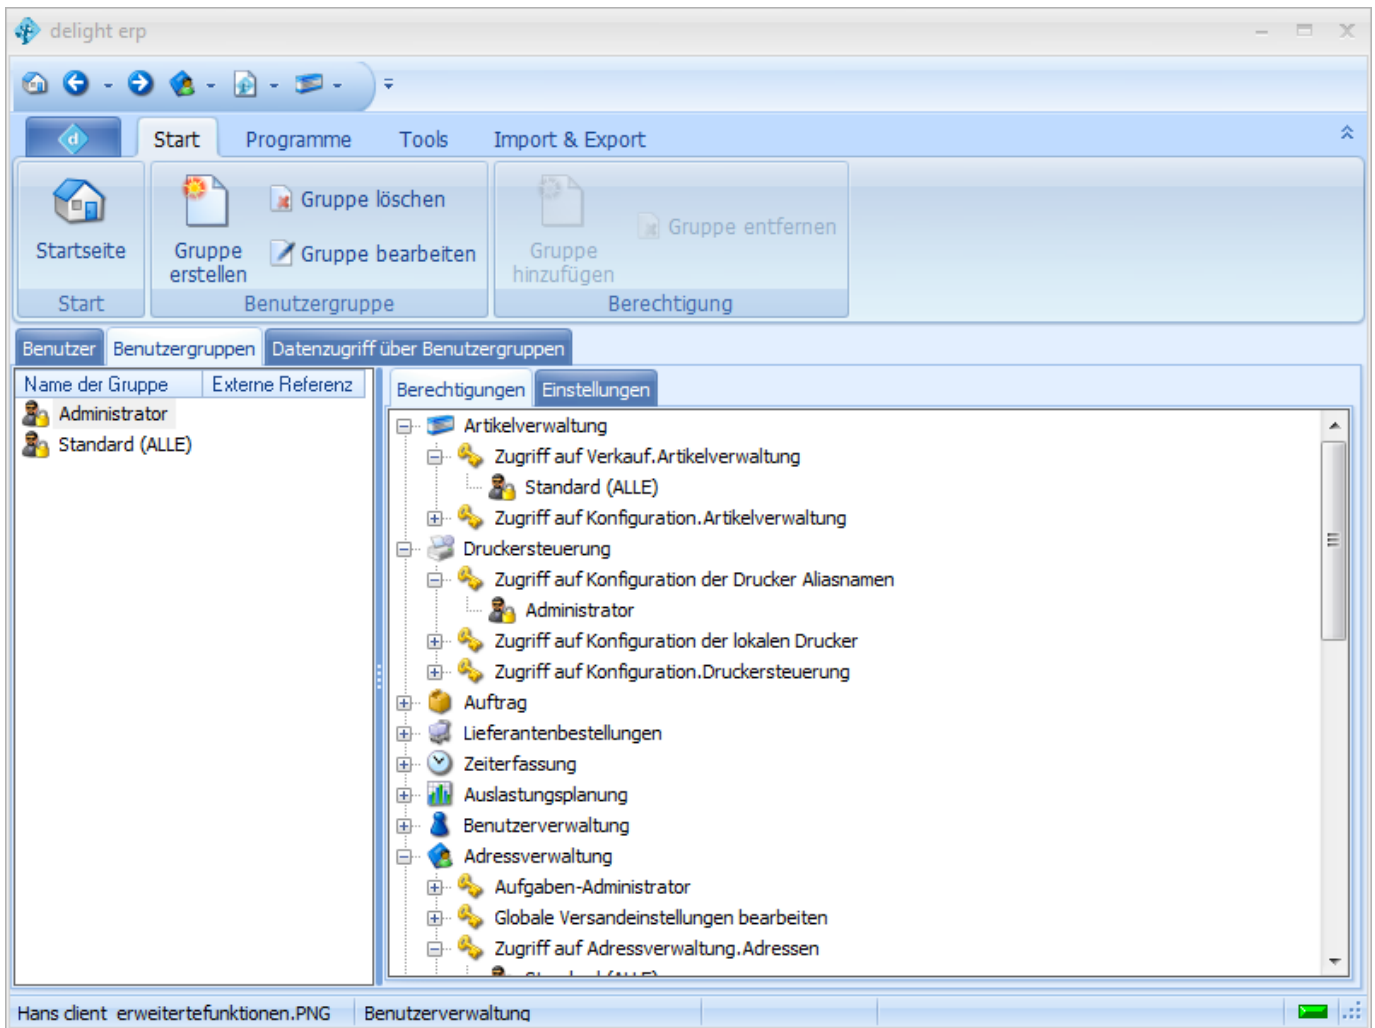 delight erp
Start Programme Tools Import & Export
Startseite
Gruppe erstellen
Gruppe löschen
Gruppe bearbeiten
Gruppe hinzufügen
Gruppe entfernen
Start Benutzergruppe Berechtigung
Benutzer Benutzergruppen Datenzugriff über Benutzergruppen
Name der Gruppe Externe Referenz
Administrator
Standard (ALLE)
Berechtigungen Einstellungen
Artikelverwaltung
Zugriff auf Verkauf.Artikelverwaltung
Standard (ALLE)
Zugriff auf Konfiguration.Artikelverwaltung
Druckersteuerung
Zugriff auf Konfiguration der Drucker Aliasnamen
Administrator
Zugriff auf Konfiguration der lokalen Drucker
Zugriff auf Konfiguration.Druckersteuerung
Auftrag
Lieferantenbestellungen
Zeiterfassung
Auslastungsplanung
Benutzerverwaltung
Adressverwaltung
Aufgaben-Administrator
Globale Versandeinstellungen bearbeiten
Zugriff auf Adressverwaltung.Adressen
Standard (ALLE)
Hans client erweitertefunktionen.PNG Benutzerverwaltung